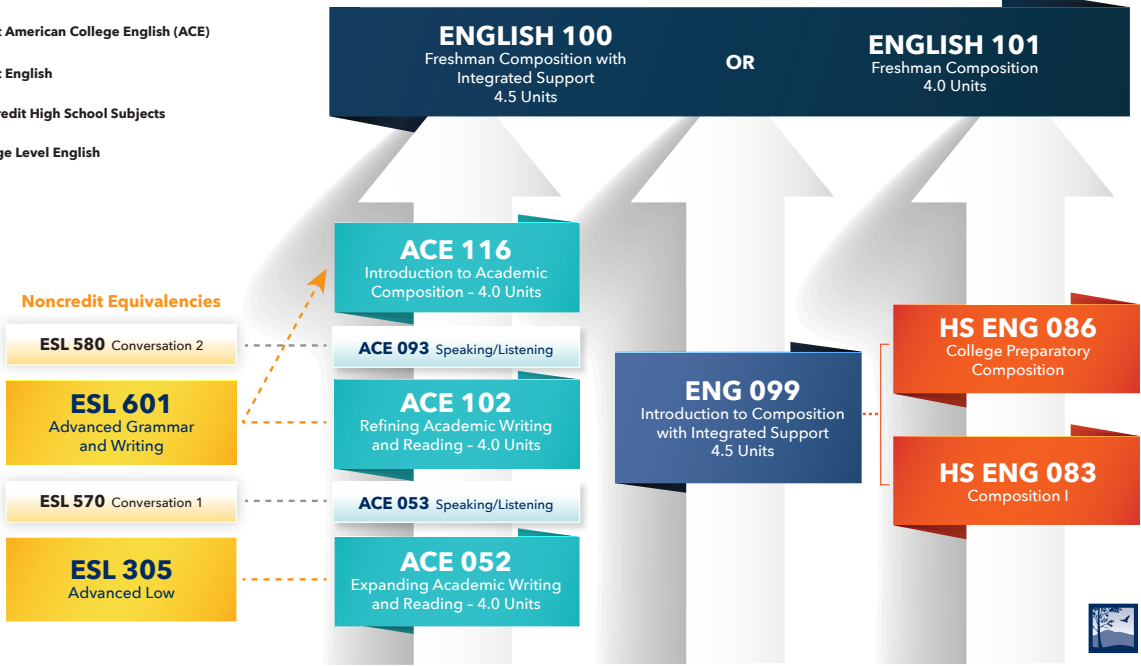 American College English (ACE)
English
High School Subjects
Level English
ENGLISH 100
Freshman Composition with
Integrated Support
4.5 Units
OR
ENGLISH 101
Freshman Composition
4.0 Units
ACE 116
Introduction to Academic
Composition – 4.0 Units
Noncredit Equivalencies
ESL 580 Conversation 2
ACE 093 Speaking/Listening
ESL 601
Advanced Grammar
and Writing
ACE 102
Refining Academic Writing
and Reading – 4.0 Units
ESL 570 Conversation 1
ACE 053 Speaking/Listening
ESL 305
Advanced Low
ACE 052
Expanding Academic Writing
and Reading – 4.0 Units
ENG 099
Introduction to Composition
with Integrated Support
4.5 Units
HS ENG 086
College Preparatory
Composition
HS ENG 083
Composition I